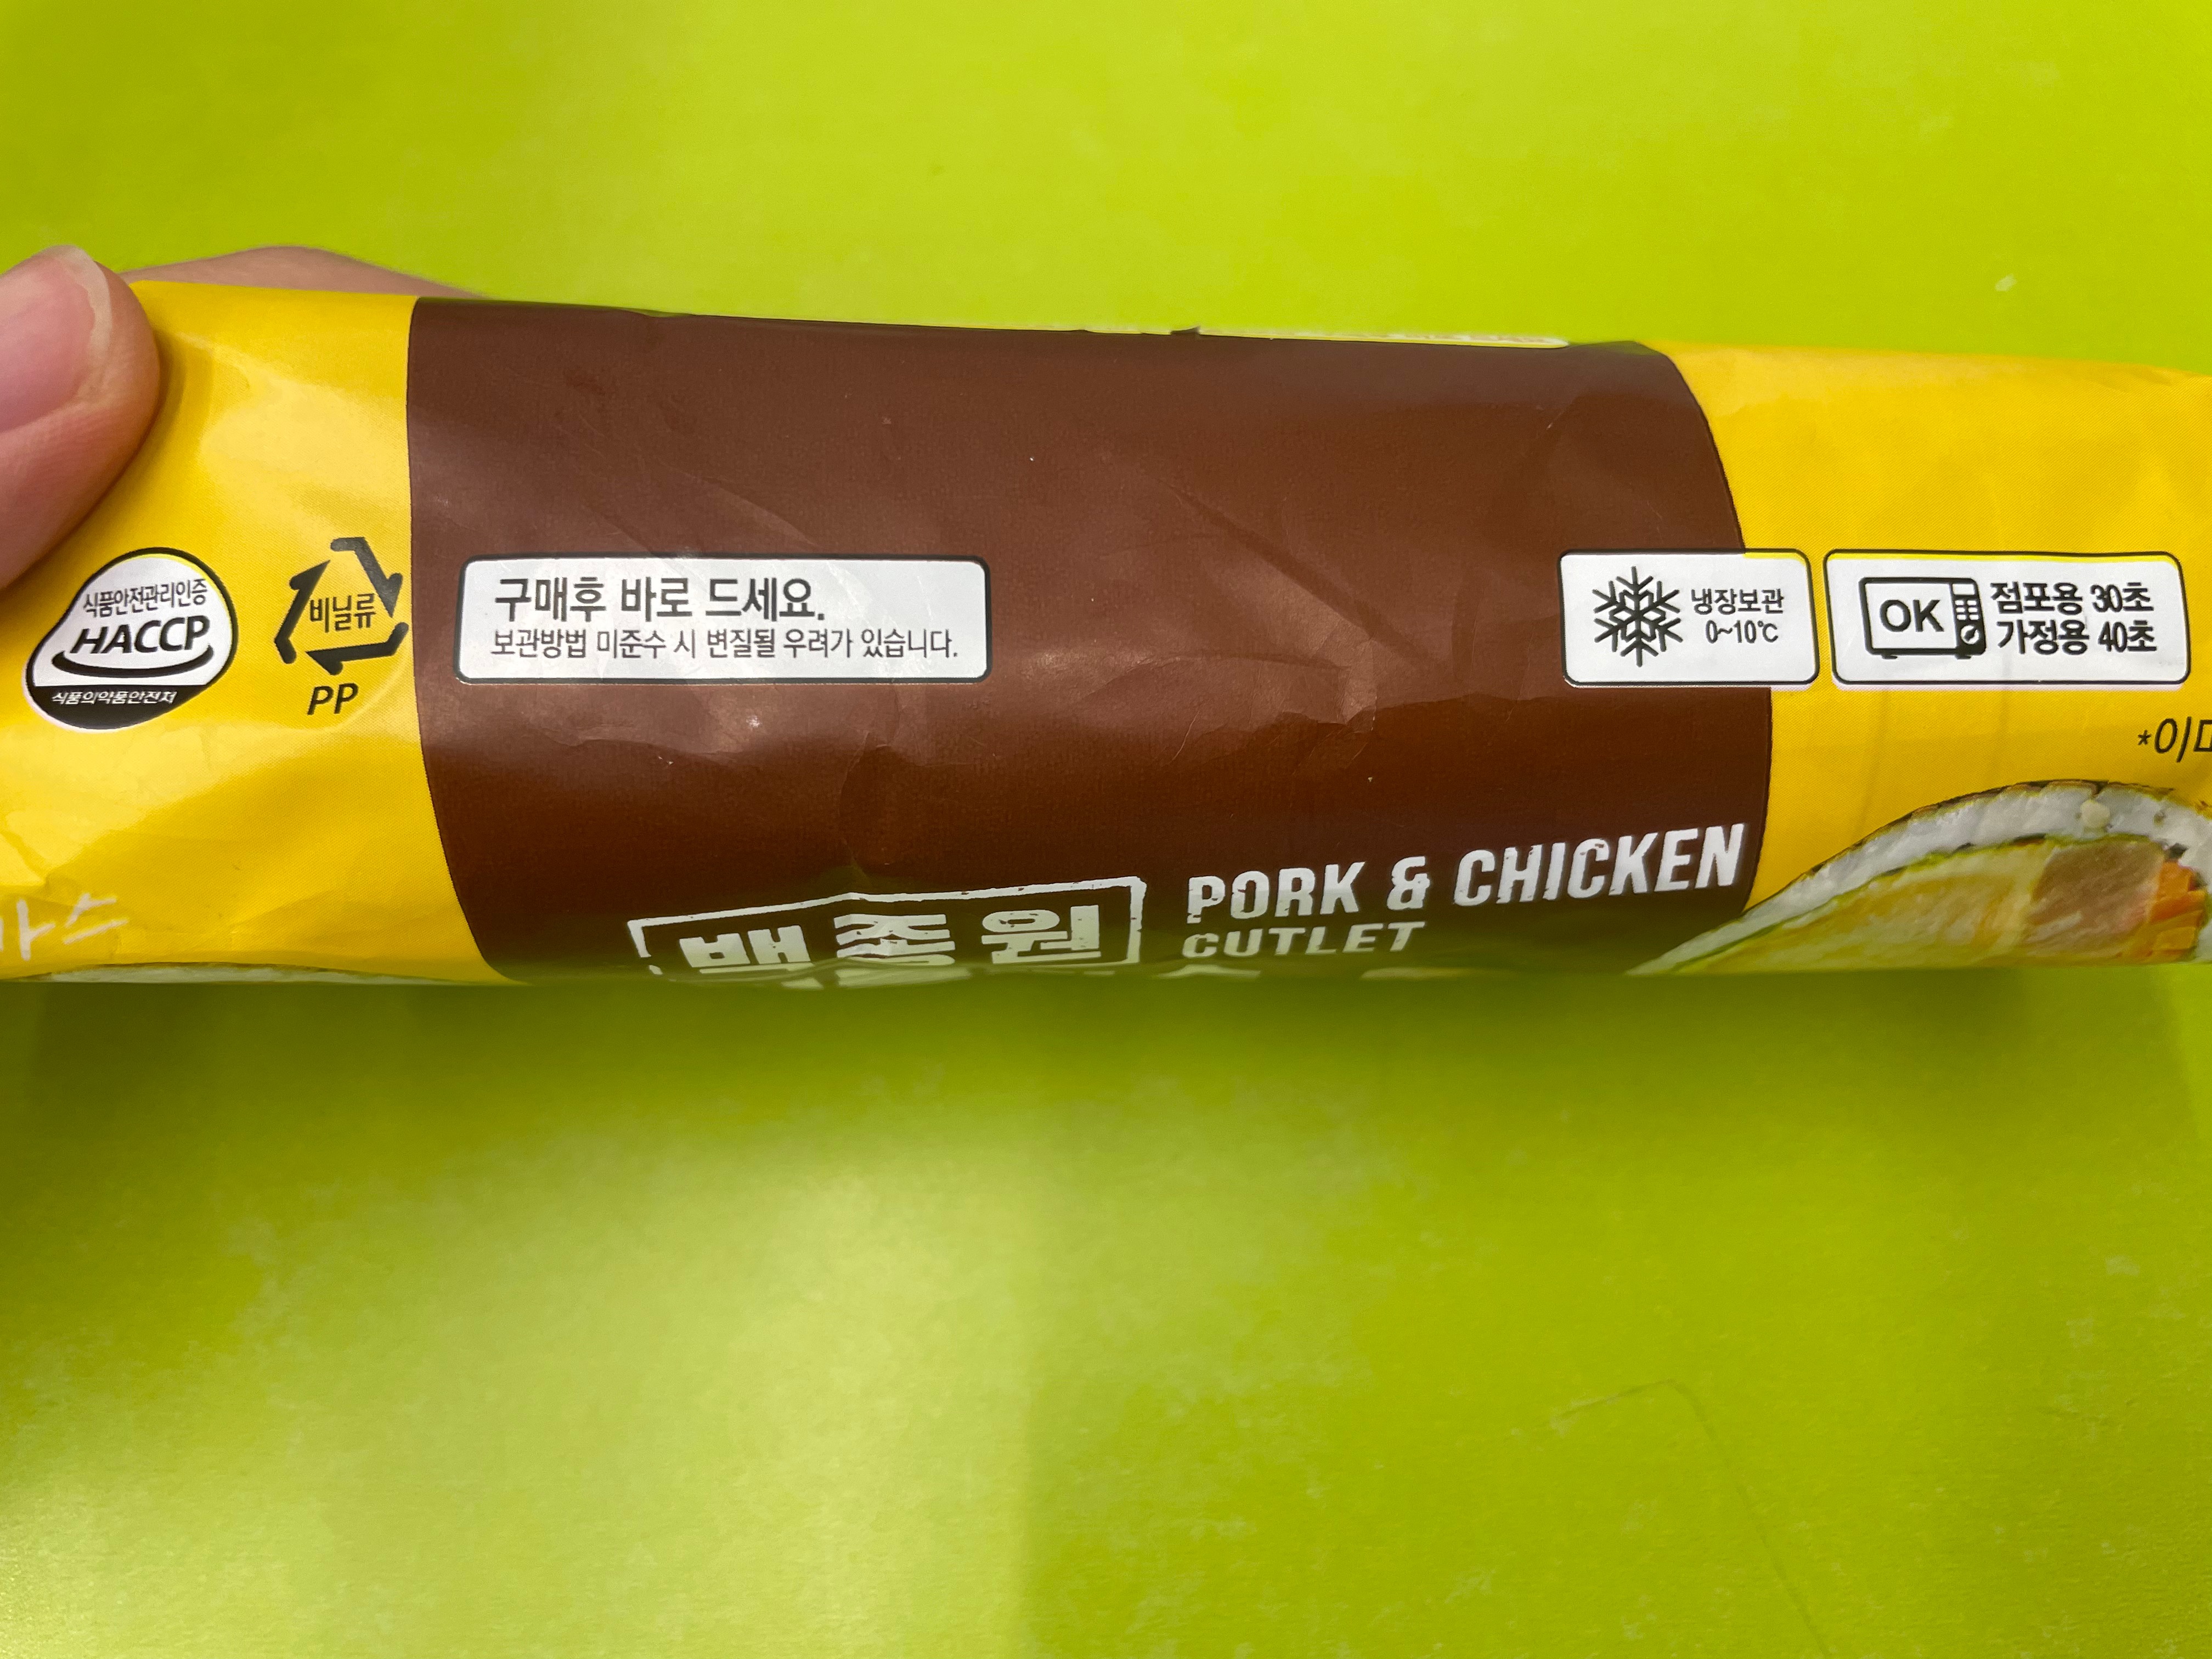 식품안전관리인증
HACCP
식품의약품안전처
비닐류
PP
구매후 바로 드세요.
보관방법 미준수 시 변질될 우려가 있습니다.
냉장보관
0~10℃
OK
점포용 30초
가정용 40초
백종원
PORK & CHICKEN
CUTLET